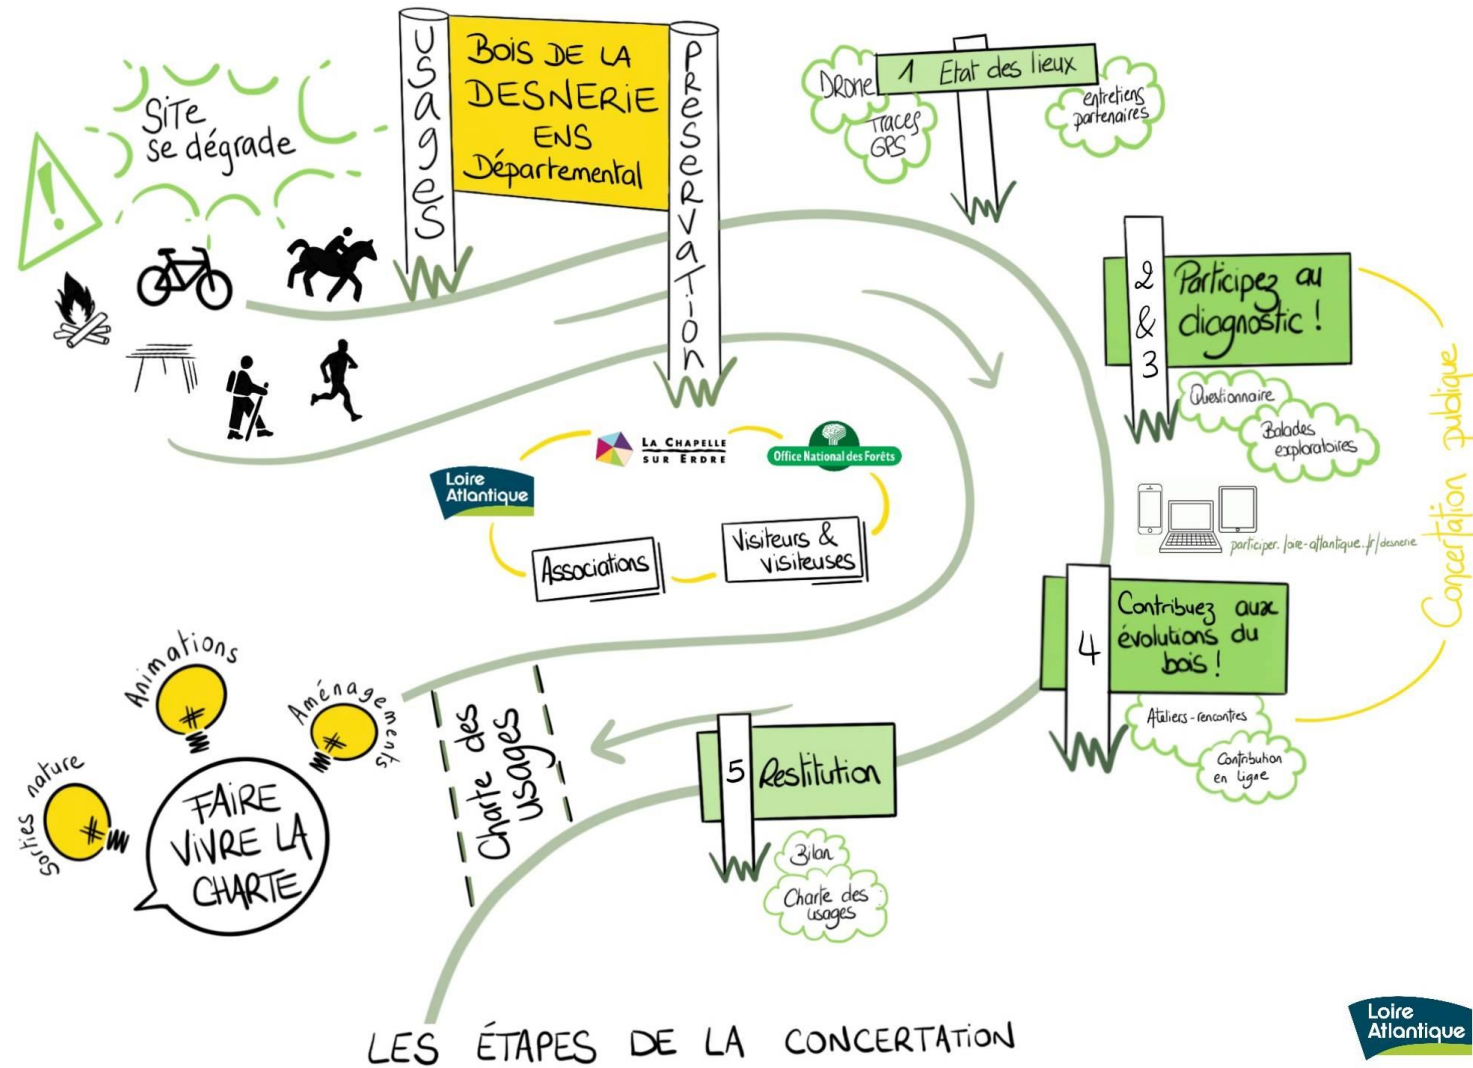 Usages
BOIS DE LA
DESNERIE
ENS
Départemental
Preservation
SITE
se dégrade
Drone
1 Etat des lieux
Traces
GPS
entretiens
partenaires
2
&
3
Participez au
diagnostic !
Questionnaire
Balades
exploratoires
participer.loire-atlantique.fr/desnerie
Concertation publique
4
Contribuez aux
évolutions du
bois !
Ateliers-rencontres
Contribution
en ligne
5 Restitution
Bilan
Charte des
usages
LA CHAPELLE
SUR ERDRE
Office National des Forêts
Loire
Atlantique
Associations
Visiteurs &
visiteuses
Charte des
usages
Animations
Aménagements
Sorties nature
FAIRE
VIVRE LA
CHARTE
LES ÉTAPES DE LA CONCERTATION
Loire
Atlantique